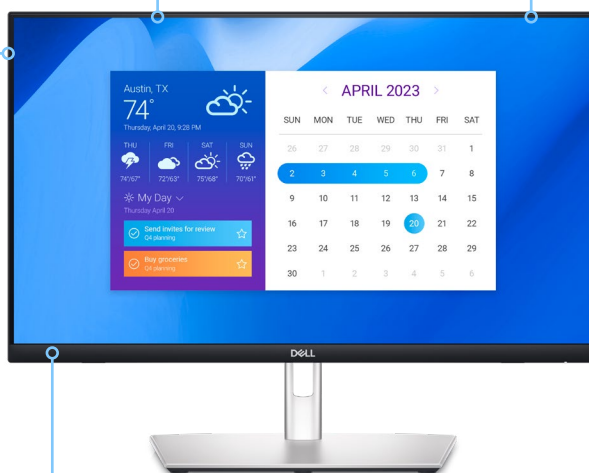 Austin, TX
74°
Thursday, April 20, 9:28 PM
THU FRI SAT SUN
74°/67° 72°/63° 75°/68° 70°/61°
My Day
Thursday April 20
Send invites for review
Q4 planning
Buy groceries
Q4 planning
< APRIL 2023 >
SUN MON TUE WED THU FRI SAT
26 27 28 29 30 31 1
2 3 4 5 6 7 8
9 10 11 12 13 14 15
16 17 18 19 20 21 22
23 24 25 26 27 28 29
30 1 2 3 4 5 6
DELL